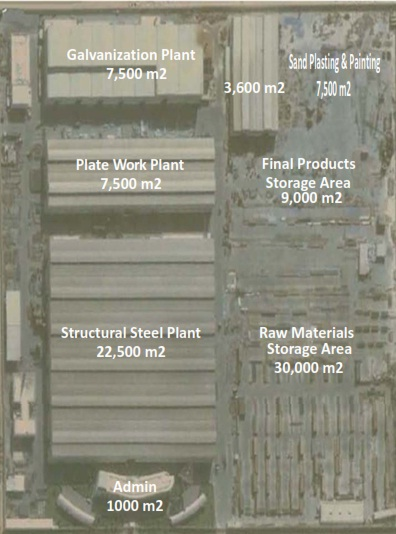 Galvanization Plant
7,500 m2
3,600 m2
Sand Plasting & Painting
7,500 m2
Plate Work Plant
7,500 m2
Final Products
Storage Area
9,000 m2
Structural Steel Plant
22,500 m2
Raw Materials
Storage Area
30,000 m2
Admin
1000 m2